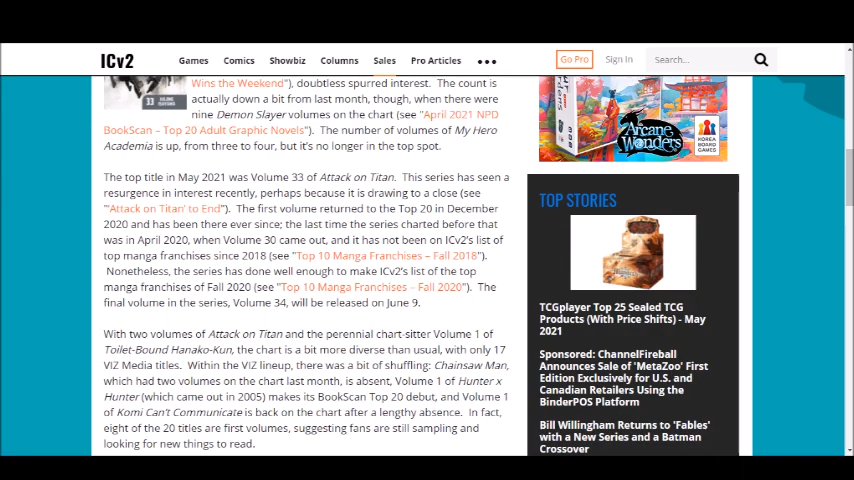 ICv2
Games
Comics
Showbiz
Columns
Sales
Pro Articles
Go Pro
Sign In
Search...
Wins the Weekend"), doubtless spurred interest. The count is
actually down a bit from last month, though, when there were
nine Demon Slayer volumes on the chart (see "April 2021 NPD
BookScan – Top 20 Adult Graphic Novels"). The number of volumes of My Hero
Academia is up, from three to four, but it's no longer in the top spot.
The top title in May 2021 was Volume 33 of Attack on Titan. This series has seen a
resurgence in interest recently, perhaps because it is drawing to a close (see
"'Attack on Titan' to End"). The first volume returned to the Top 20 in December
2020 and has been there ever since; the last time the series charted before that
was in April 2020, when Volume 30 came out, and it has not been on ICv2's list of
top manga franchises since 2018 (see "Top 10 Manga Franchises – Fall 2018").
Nonetheless, the series has done well enough to make ICv2's list of the top
manga franchises of Fall 2020 (see "Top 10 Manga Franchises – Fall 2020"). The
final volume in the series, Volume 34, will be released on June 9.
With two volumes of Attack on Titan and the perennial chart-sitter Volume 1 of
Toilet-Bound Hanako-Kun, the chart is a bit more diverse than usual, with only 17
VIZ Media titles. Within the VIZ lineup, there was a bit of shuffling: Chainsaw Man,
which had two volumes on the chart last month, is absent, Volume 1 of Hunter x
Hunter (which came out in 2005) makes its BookScan Top 20 debut, and Volume 1
of Komi Can't Communicate is back on the chart after a lengthy absence. In fact,
eight of the 20 titles are first volumes, suggesting fans are still sampling and
looking for new things to read.
33
Arcane
Wonders
KOREA
BOARD
GAMES
TOP STORIES
TCGplayer Top 25 Sealed TCG
Products (With Price Shifts) - May
2021
Sponsored: ChannelFireball
Announces Sale of 'MetaZoo' First
Edition Exclusively for U.S. and
Canadian Retailers Using the
BinderPOS Platform
Bill Willingham Returns to 'Fables'
with a New Series and a Batman
Crossover